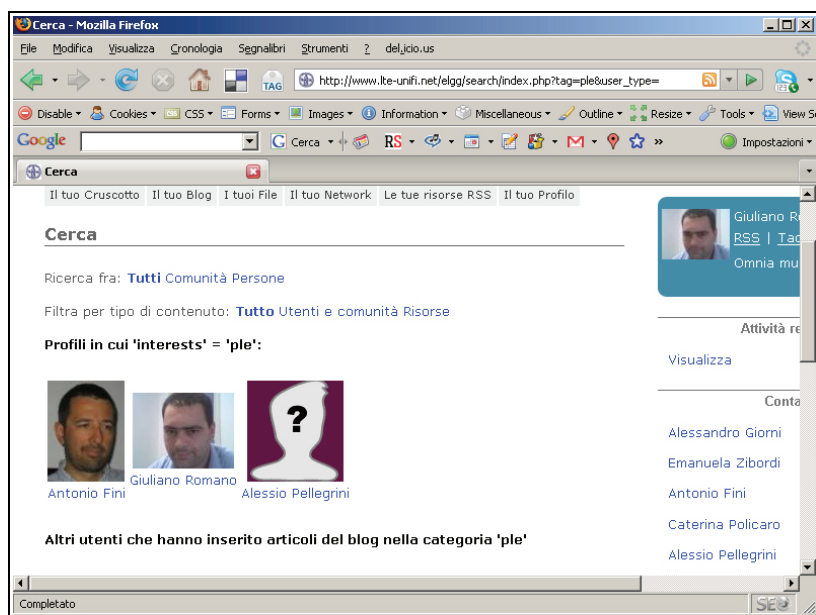 Cerca - Mozilla Firefox
File Modifica Visualizza Cronologia Segnalibri Strumenti ? del.icio.us
TAG http://www.lte-unifi.net/elgg/search/index.php?tag=ple&user_type=
Disable Cookies CSS Forms Images Information Miscellaneous Outline Resize Tools View S
Google G Cerca RS » Impostazioni
Cerca
Il tuo Cruscotto Il tuo Blog I tuoi File Il tuo Network Le tue risorse RSS Il tuo Profilo
Giuliano R
RSS | Tag
Omnia mu
Cerca
Ricerca fra: Tutti Comunità Persone
Filtra per tipo di contenuto: Tutto Utenti e comunità Risorse
Profili in cui 'interests' = 'ple':
?
Antonio Fini
Giuliano Romano
Alessio Pellegrini
Altri utenti che hanno inserito articoli del blog nella categoria 'ple'
Attività re
Visualizza
Conta
Alessandro Giorni
Emanuela Zibordi
Antonio Fini
Caterina Policaro
Alessio Pellegrini
Completato
SEO